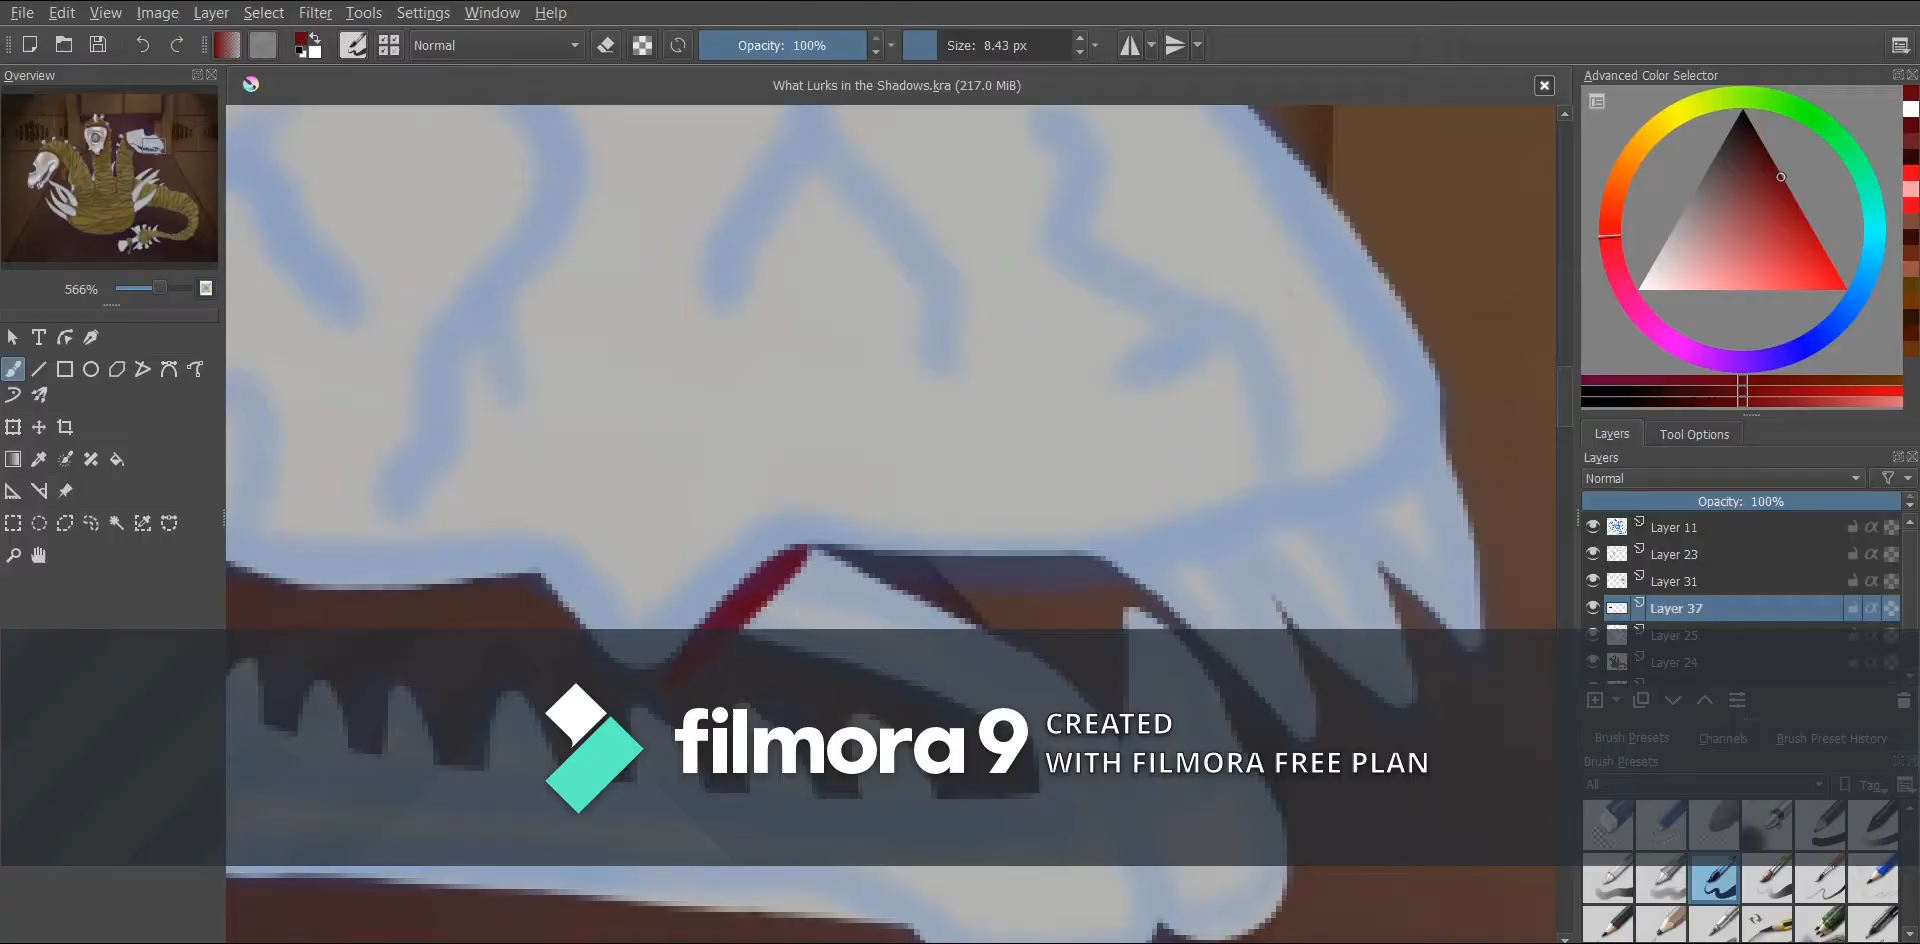 File Edit View Image Layer Select Filter Tools Settings Window Help
Normal Opacity: 100% Size: 8.43 px
Overview
What Lurks in the Shadows.kra (217.0 MiB)
Advanced Color Selector
566%
Layers Tool Options
Layers
Normal
Opacity: 100%
Layer 11
Layer 23
Layer 31
Layer 37
Layer 25
Layer 24
Brush Presets Channels Brush Preset History
Brush Presets
All Tag
filmora9 CREATED
WITH FILMORA FREE PLAN